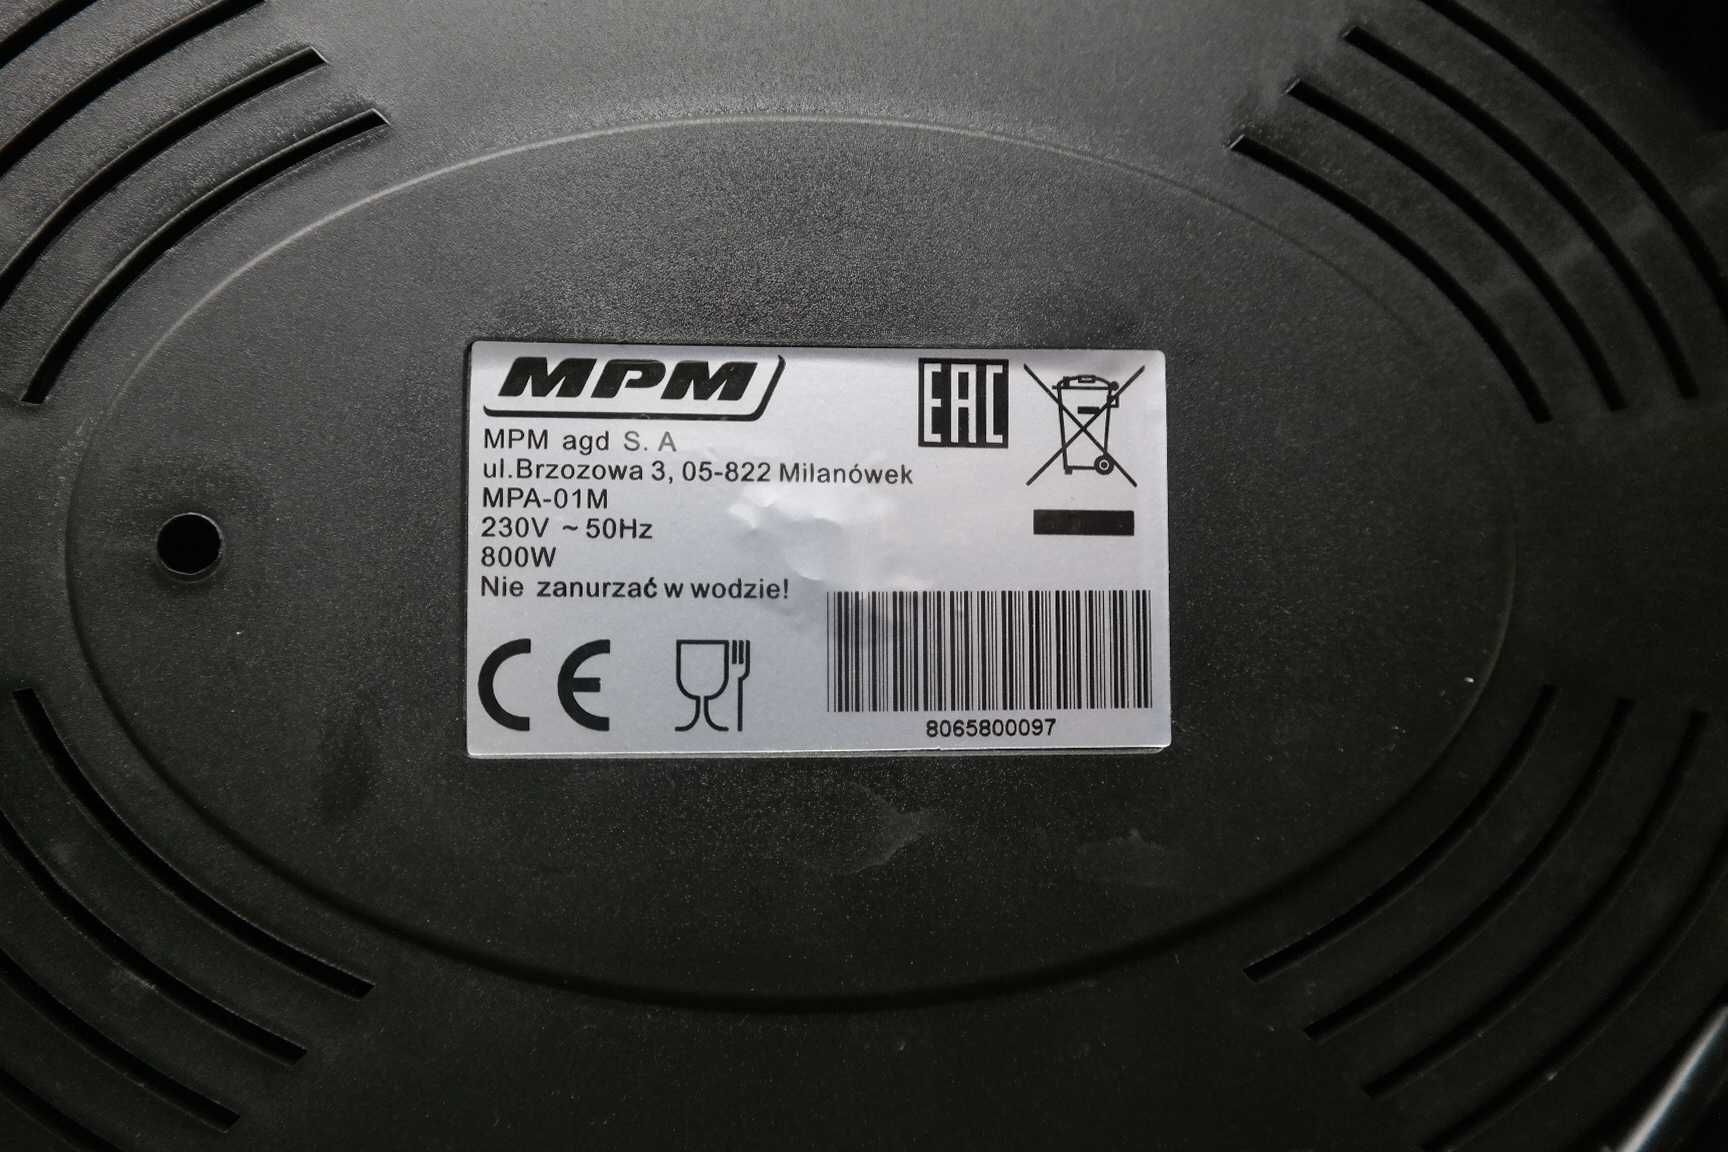 MPM
EAC
MPM agd S. A
ul.Brzozowa 3, 05-822 Milanówek
MPA-01M
230V ~ 50Hz
800W
Nie zanurzać w wodzie!
CE
8065800097